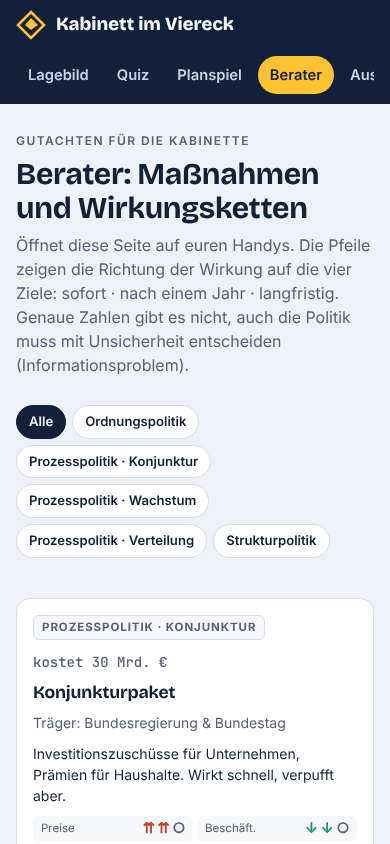 Kabinett im Viereck
Lagebild Quiz Planspiel Berater Aus
GUTACHTEN FÜR DIE KABINETTE
Berater: Maßnahmen
und Wirkungsketten
Öffnet diese Seite auf euren Handys. Die Pfeile
zeigen die Richtung der Wirkung auf die vier
Ziele: sofort · nach einem Jahr · langfristig.
Genaue Zahlen gibt es nicht, auch die Politik
muss mit Unsicherheit entscheiden
(Informationsproblem).
Alle Ordnungspolitik
Prozesspolitik · Konjunktur
Prozesspolitik · Wachstum
Prozesspolitik · Verteilung Strukturpolitik
PROZESSPOLITIK · KONJUNKTUR
kostet 30 Mrd. €
Konjunkturpaket
Träger: Bundesregierung & Bundestag
Investitionszuschüsse für Unternehmen,
Prämien für Haushalte. Wirkt schnell, verpufft
aber.
Preise ⇈ ⇈ O Beschäft. ↓ ↓ O